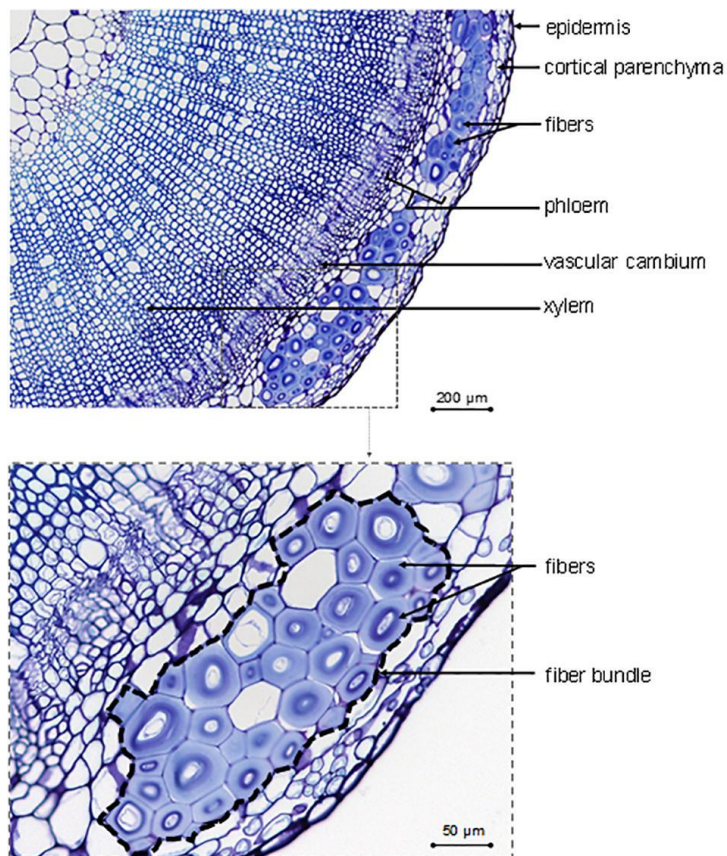 epidermis
cortical parenchyma
fibers
phloem
vascular cambium
xylem
200 µm
fibers
fiber bundle
50 µm